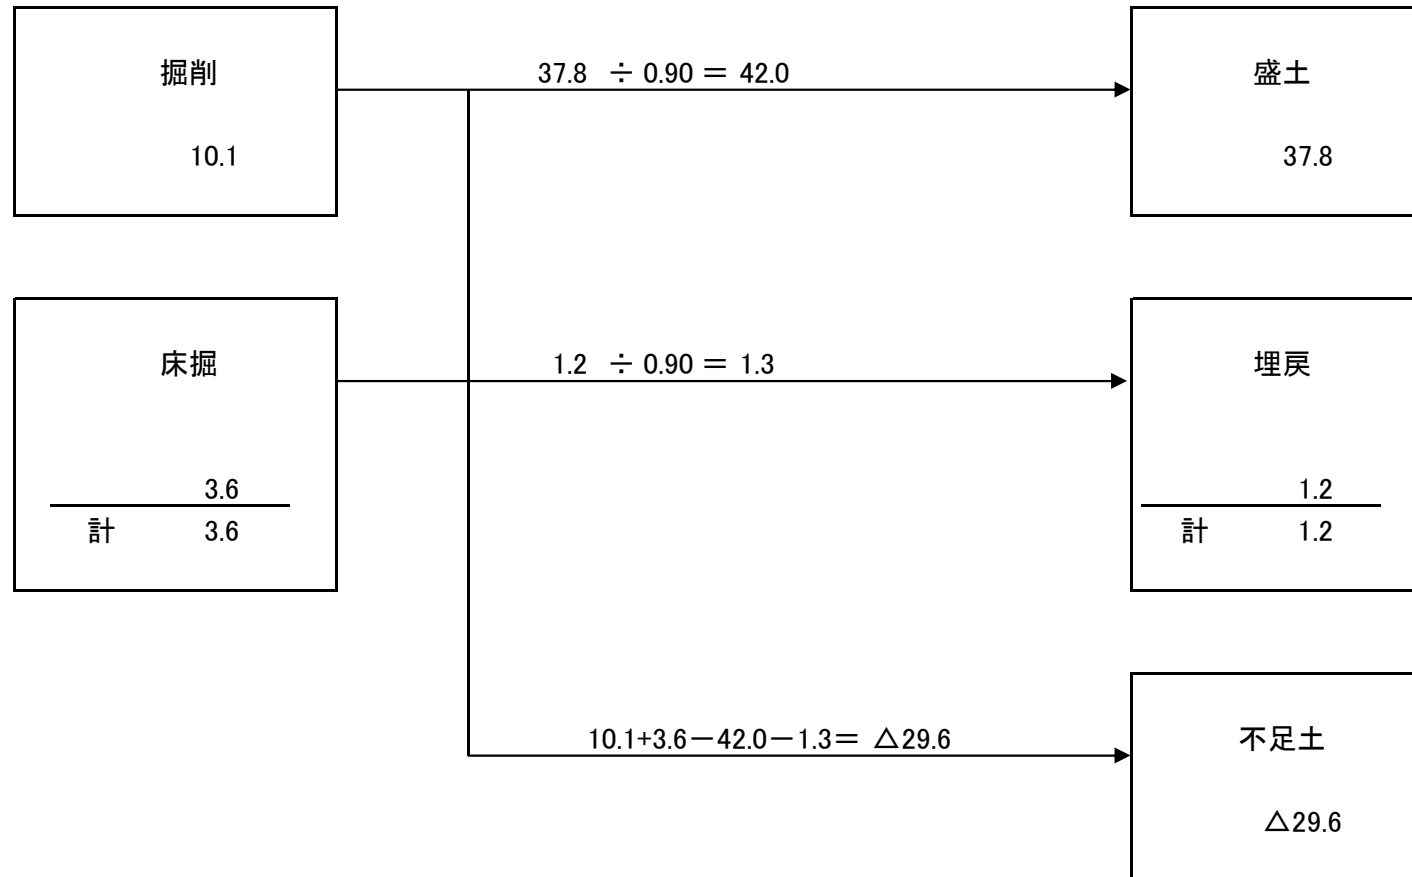 掘削
37.8 ÷ 0.90 ＝ 42.0
盛土
10.1
37.8
床掘
1.2 ÷ 0.90 ＝ 1.3
埋戻
3.6
計 3.6
1.2
計 1.2
10.1+3.6－42.0－1.3＝ △29.6
不足土
△29.6